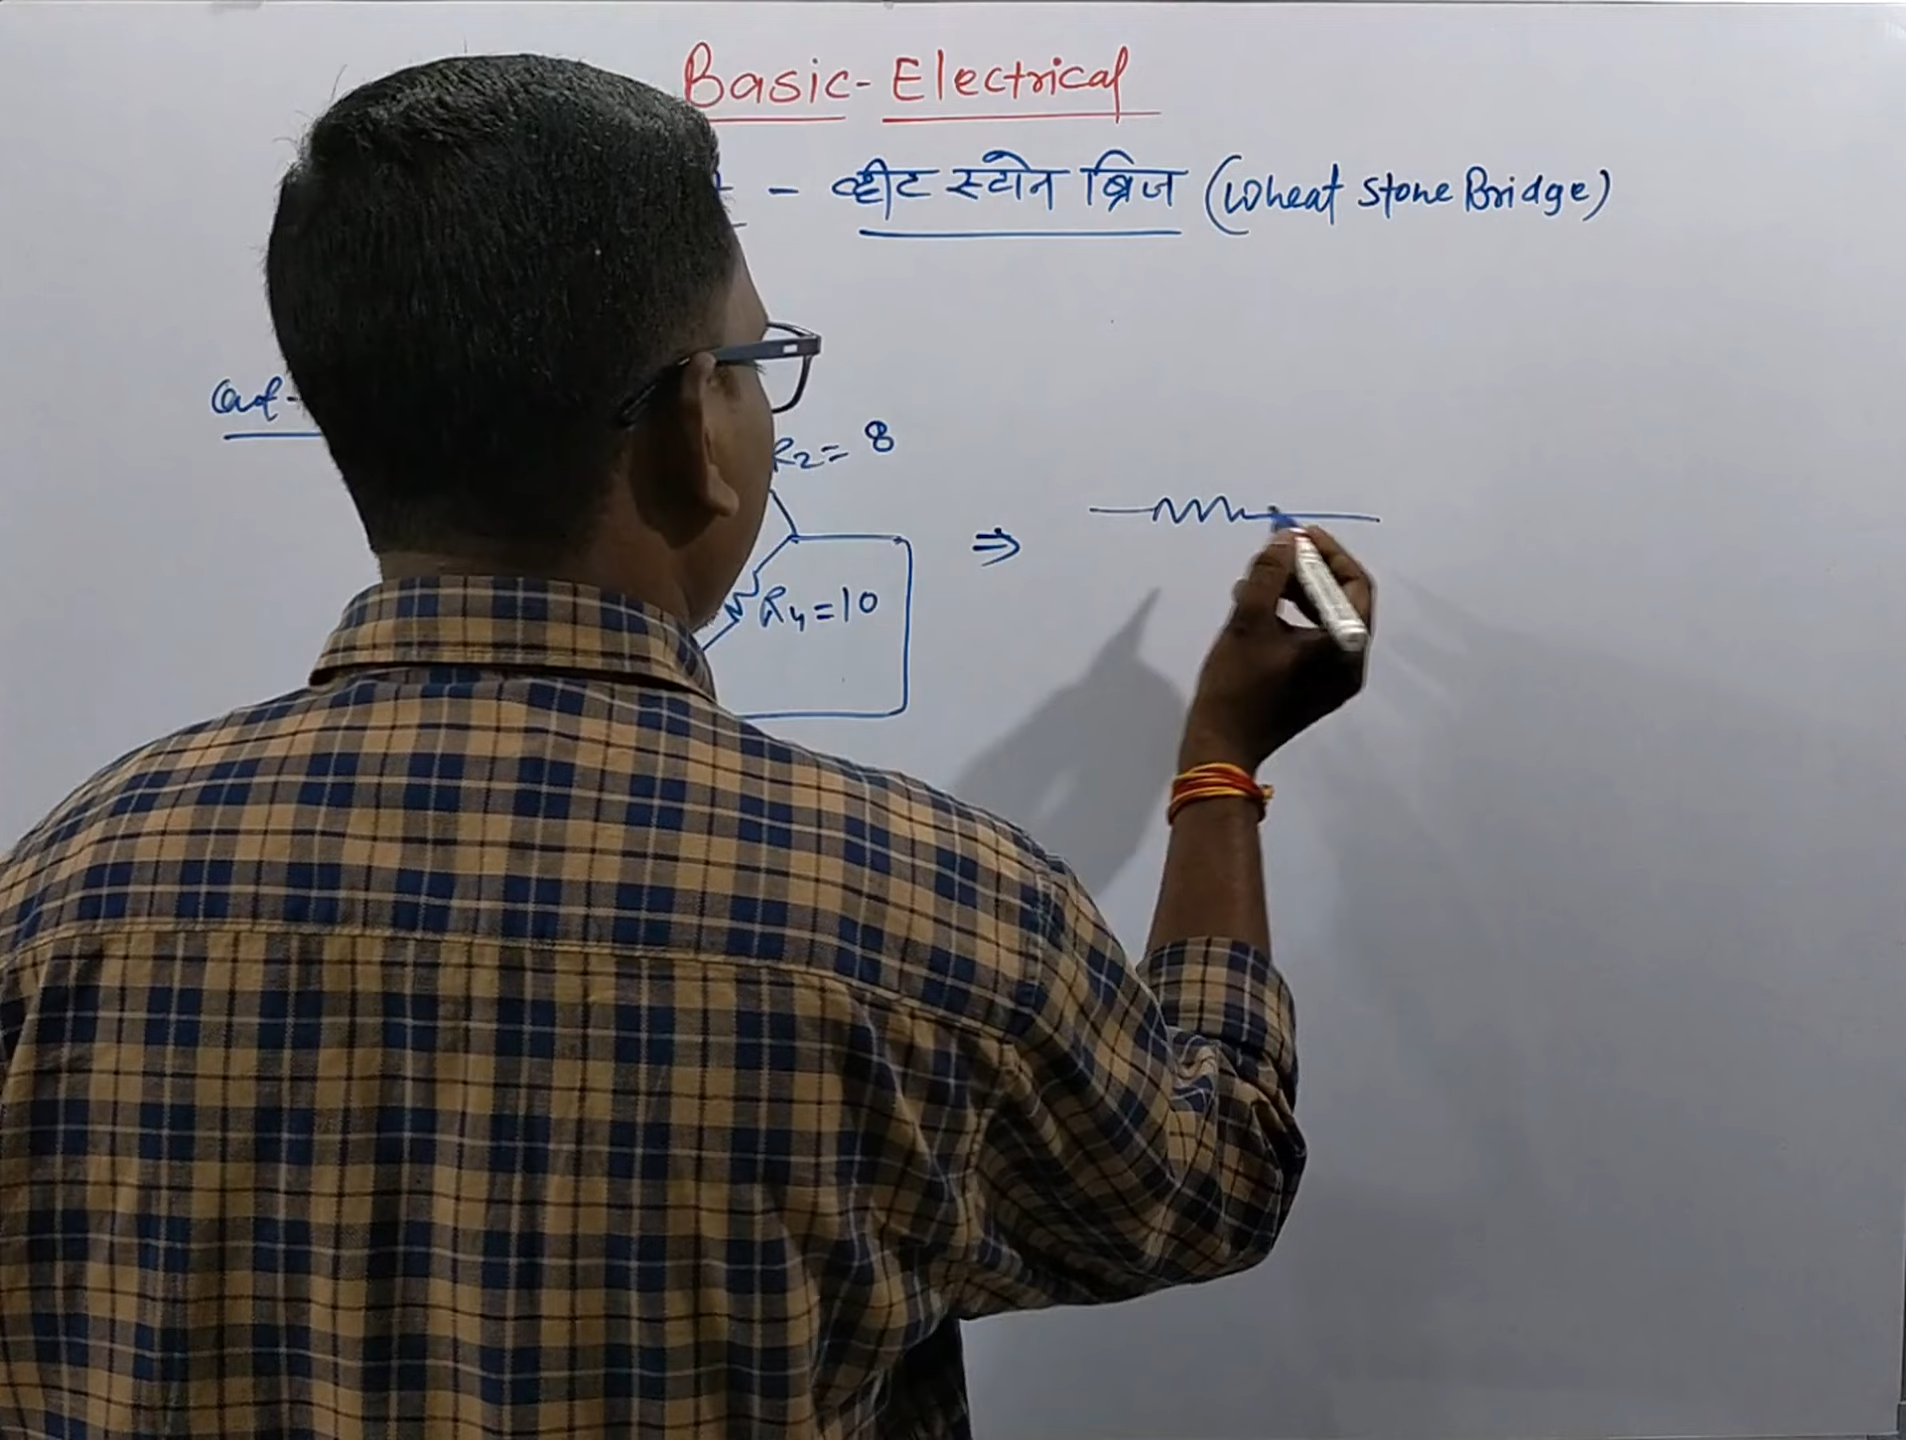 Basic-Electrical
- व्हीट स्टोन ब्रिज (Wheat Stone Bridge)
R2 = 8
⇒
R4 = 10